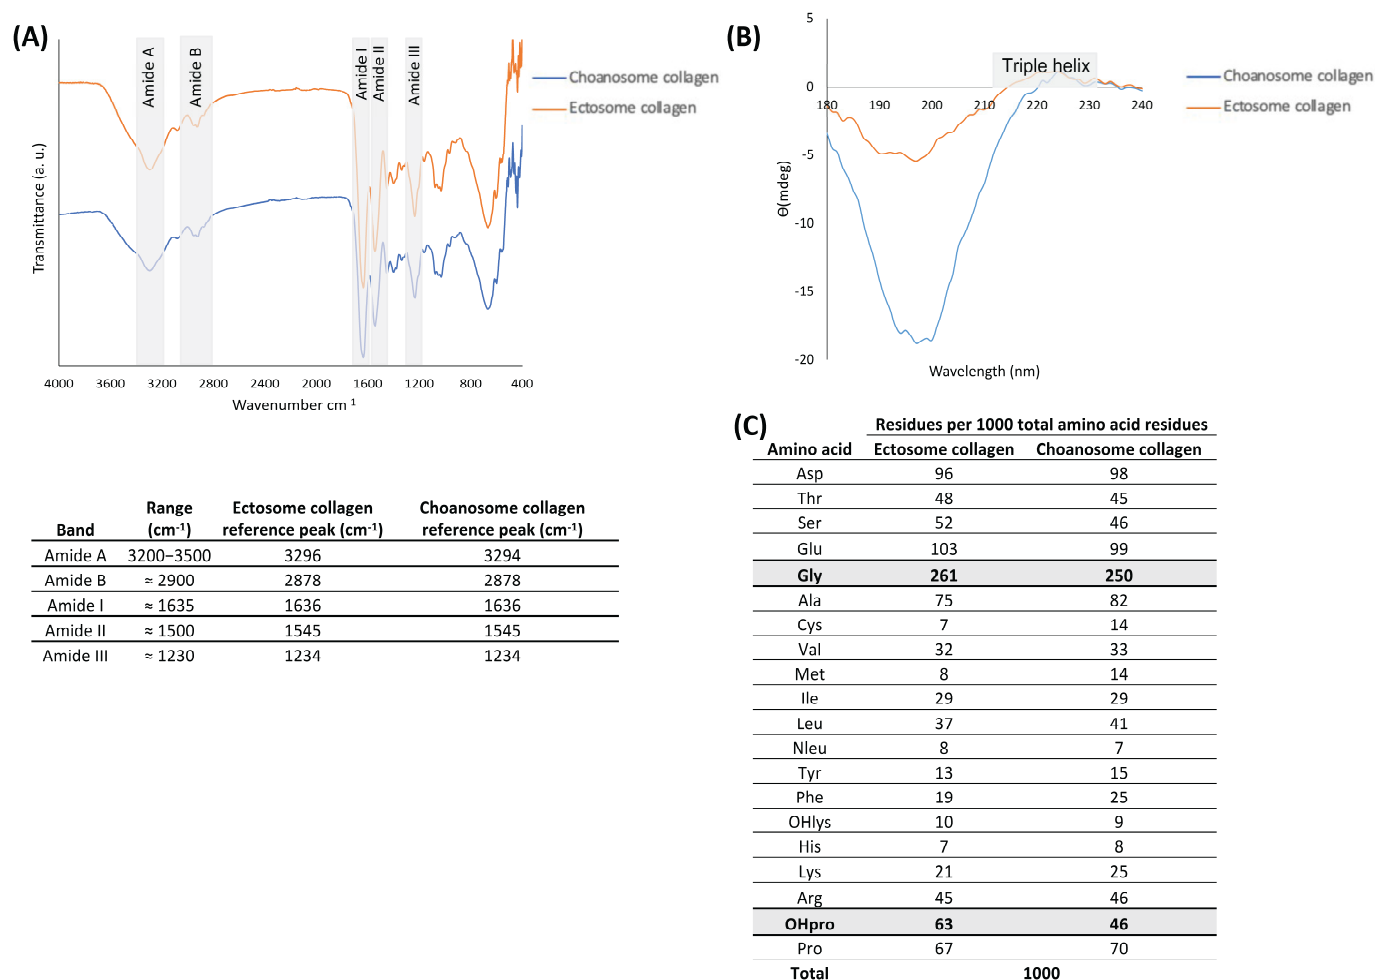 (A)
Amide A
Amide B
Amide I
Amide II
Amide III
Choanosome collagen
Ectosome collagen
Transmittance (a. u.)
4000 3600 3200 2800 2400 2000 1600 1200 800 400
Wavenumber cm-1
Band Range (cm-1) Ectosome collagen reference peak (cm-1) Choanosome collagen reference peak (cm-1)
Amide A 3200–3500 3296 3294
Amide B ≈ 2900 2878 2878
Amide I ≈ 1635 1636 1636
Amide II ≈ 1500 1545 1545
Amide III ≈ 1230 1234 1234
(B)
5
0
-5
-10
-15
-20
Triple helix
180 190 200 210 220 230 240
Choanosome collagen
Ectosome collagen
Ө(mdeg)
Wavelength (nm)
(C)
Residues per 1000 total amino acid residues
Amino acid Ectosome collagen Choanosome collagen
Asp 96 98
Thr 48 45
Ser 52 46
Glu 103 99
Gly 261 250
Ala 75 82
Cys 7 14
Val 32 33
Met 8 14
Ile 29 29
Leu 37 41
Nleu 8 7
Tyr 13 15
Phe 19 25
OHlys 10 9
His 7 8
Lys 21 25
Arg 45 46
OHpro 63 46
Pro 67 70
Total 1000